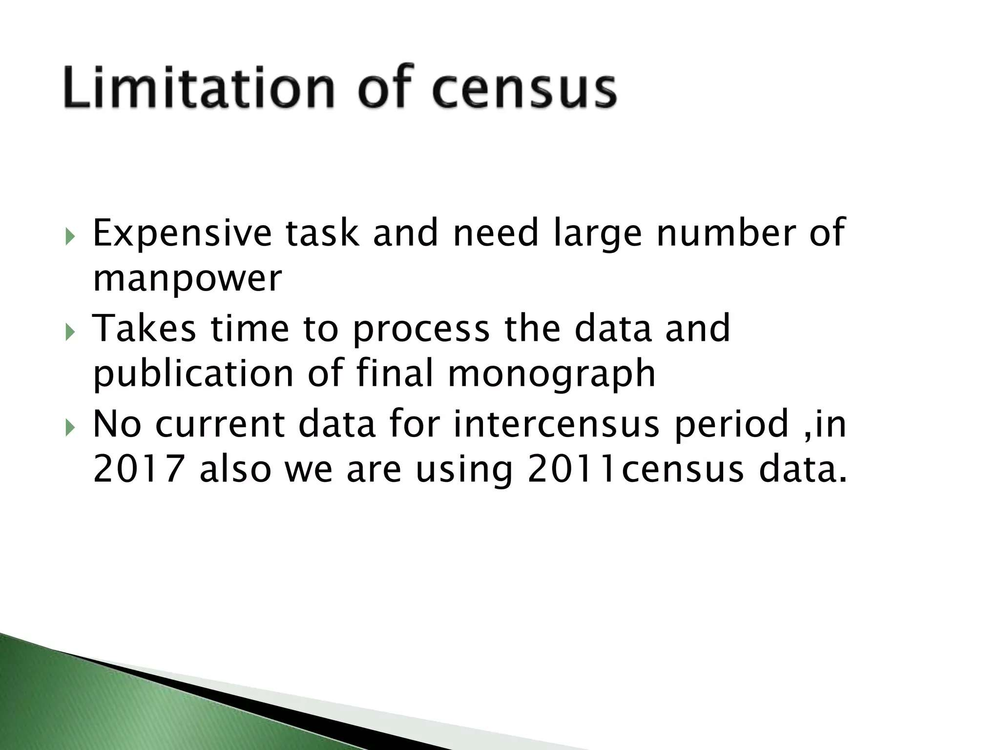 Limitation of census
Expensive task and need large number of
manpower
Takes time to process the data and
publication of final monograph
No current data for intercensus period ,in
2017 also we are using 2011census data.